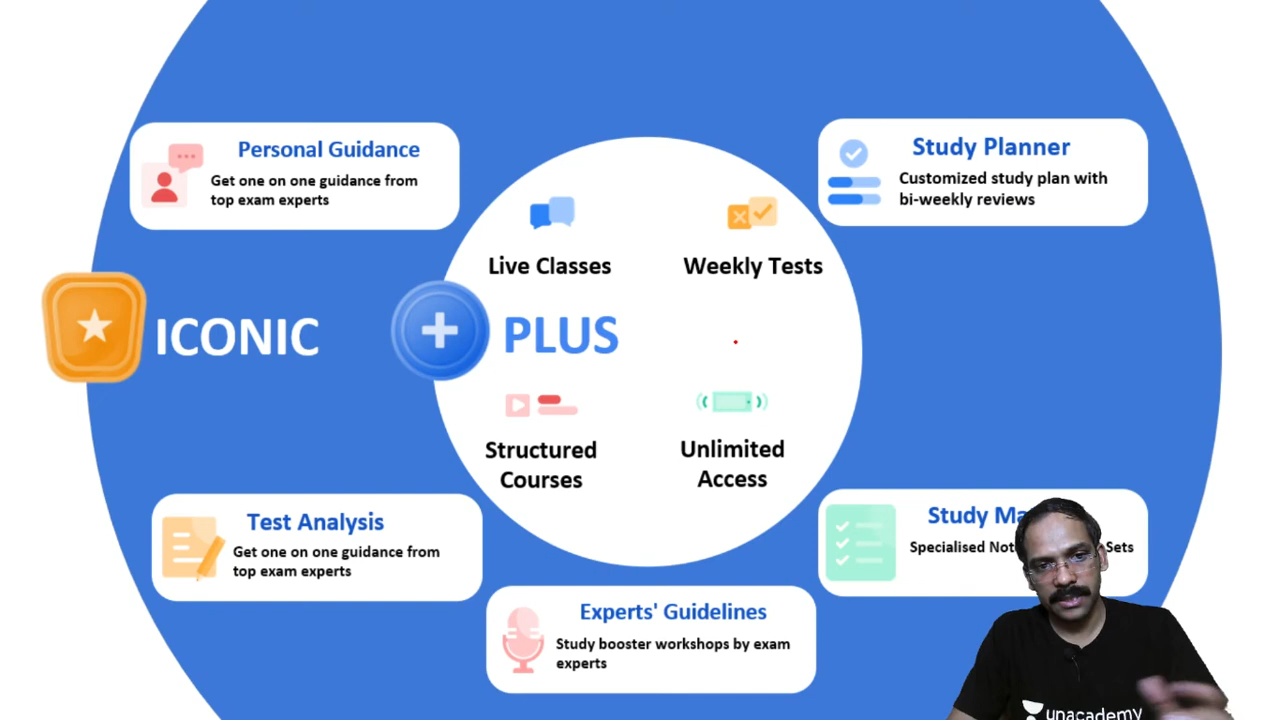 Personal Guidance
Get one on one guidance from
top exam experts
Study Planner
Customized study plan with
bi-weekly reviews
Live Classes
Weekly Tests
ICONIC
PLUS
Structured
Courses
Unlimited
Access
Test Analysis
Get one on one guidance from
top exam experts
Study
Specialised Sets
Experts' Guidelines
Study booster workshops by exam
experts
unacademy